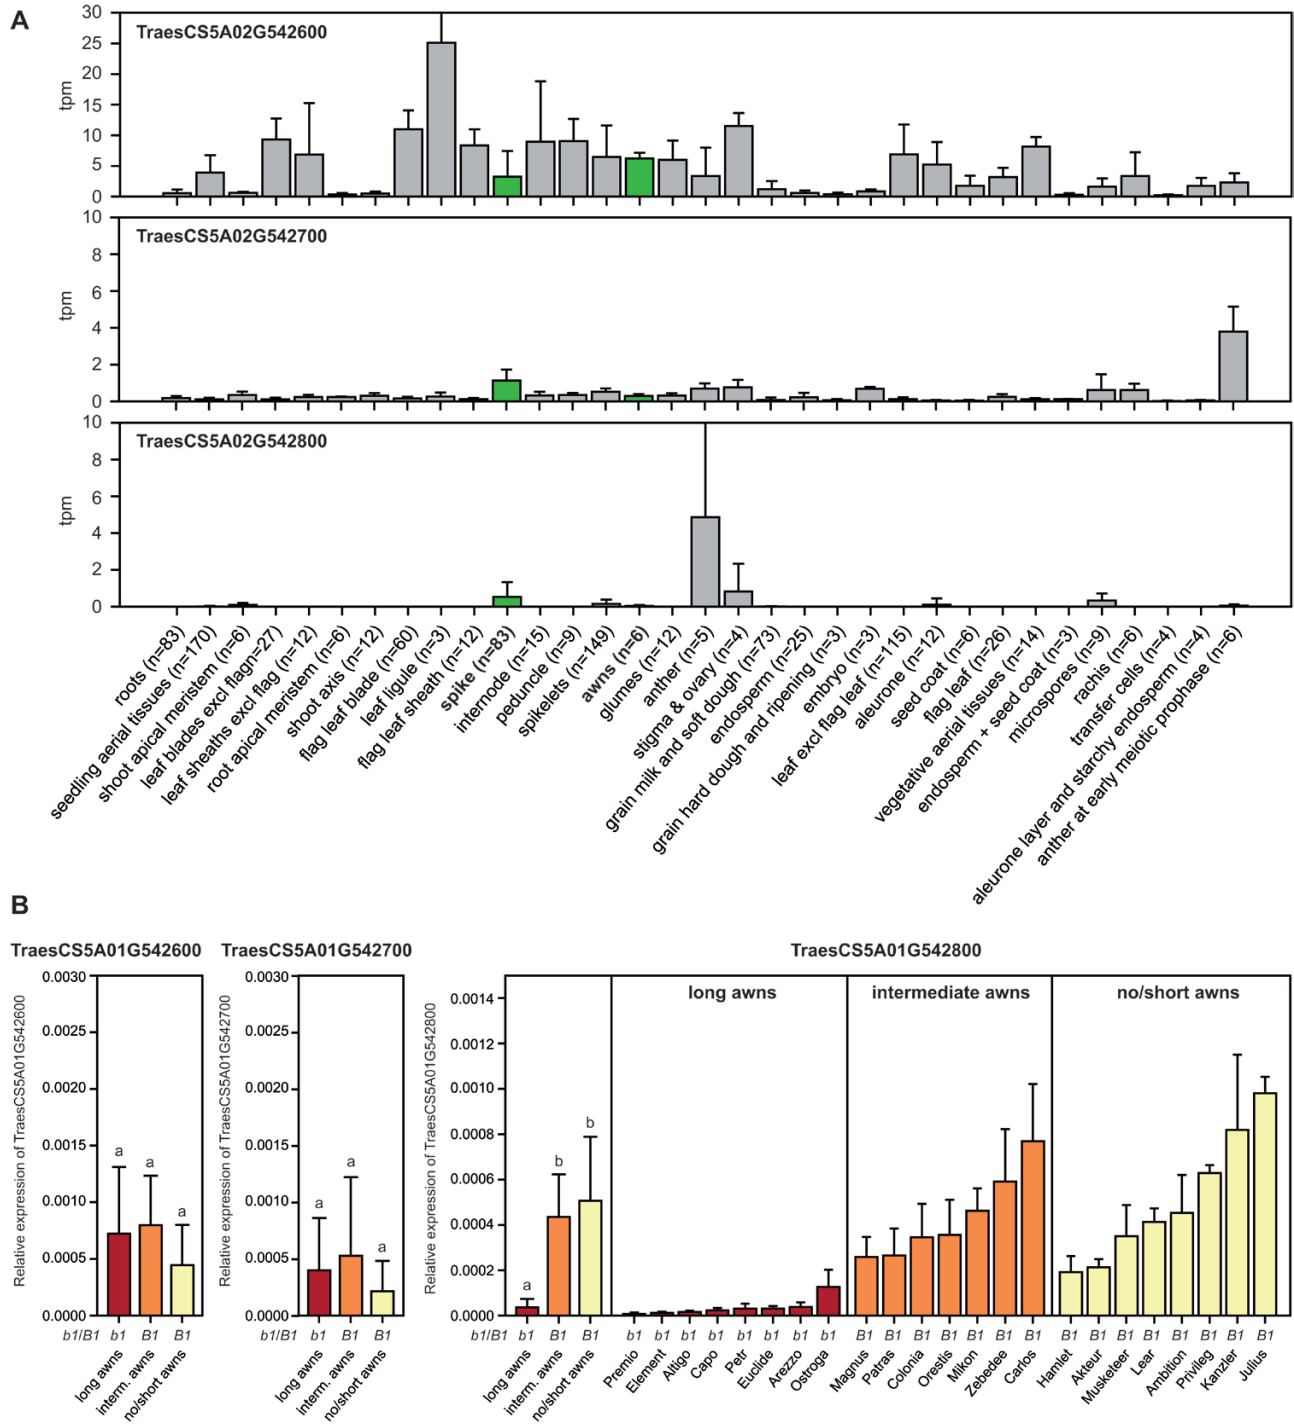 A
TraesCS5A02G542600
tpm
30
25
20
15
10
5
0
TraesCS5A02G542700
tpm
10
8
6
4
2
0
TraesCS5A02G542800
tpm
10
8
6
4
2
0
roots (n=83)
seedling aerial tissues (n=170)
shoot apical meristem (n=6)
leaf blades excl flagn=27)
leaf sheaths excl flag (n=12)
root apical meristem (n=6)
shoot axis (n=12)
flag leaf blade (n=60)
leaf ligule (n=3)
flag leaf sheath (n=12)
spike (n=83)
internode (n=15)
peduncle (n=9)
spikelets (n=149)
awns (n=6)
glumes (n=12)
anther (n=5)
stigma & ovary (n=4)
grain milk and soft dough (n=73)
endosperm (n=25)
grain hard dough and ripening (n=3)
embryo (n=3)
leaf excl flag leaf (n=115)
aleurone (n=12)
seed coat (n=6)
flag leaf (n=26)
vegetative aerial tissues (n=14)
endosperm + seed coat (n=3)
microspores (n=9)
rachis (n=6)
transfer cells (n=4)
aleurone layer and starchy endosperm (n=4)
anther at early meiotic prophase (n=6)
B
TraesCS5A01G542600
Relative expression of TraesCS5A01G542600
0.0030
0.0025
0.0020
0.0015
0.0010
0.0005
0.0000
a a a
b1/B1 b1 B1 B1
long awns
interm. awns
no/short awns
TraesCS5A01G542700
Relative expression of TraesCS5A01G542700
0.0030
0.0025
0.0020
0.0015
0.0010
0.0005
0.0000
a a a
b1/B1 b1 B1 B1
long awns
interm. awns
no/short awns
TraesCS5A01G542800
Relative expression of TraesCS5A01G542800
0.0014
0.0012
0.0010
0.0008
0.0006
0.0004
0.0002
0.0000
a b b
long awns
intermediate awns
no/short awns
b1/B1 b1 B1 B1 b1 b1 b1 b1 b1 b1 b1 b1 B1 B1 B1 B1 B1 B1 B1 B1 B1 B1 B1 B1 B1 B1 B1
long awns
interm. awns
no/short awns
Premio
Element
Altigo
Capo
Petr
Euclide
Arezzo
Ostroga
Magnus
Patras
Colonia
Orestis
Mikon
Zebedee
Carlos
Hamlet
Akteur
Musketeer
Lear
Ambition
Privileg
Kanzler
Julius